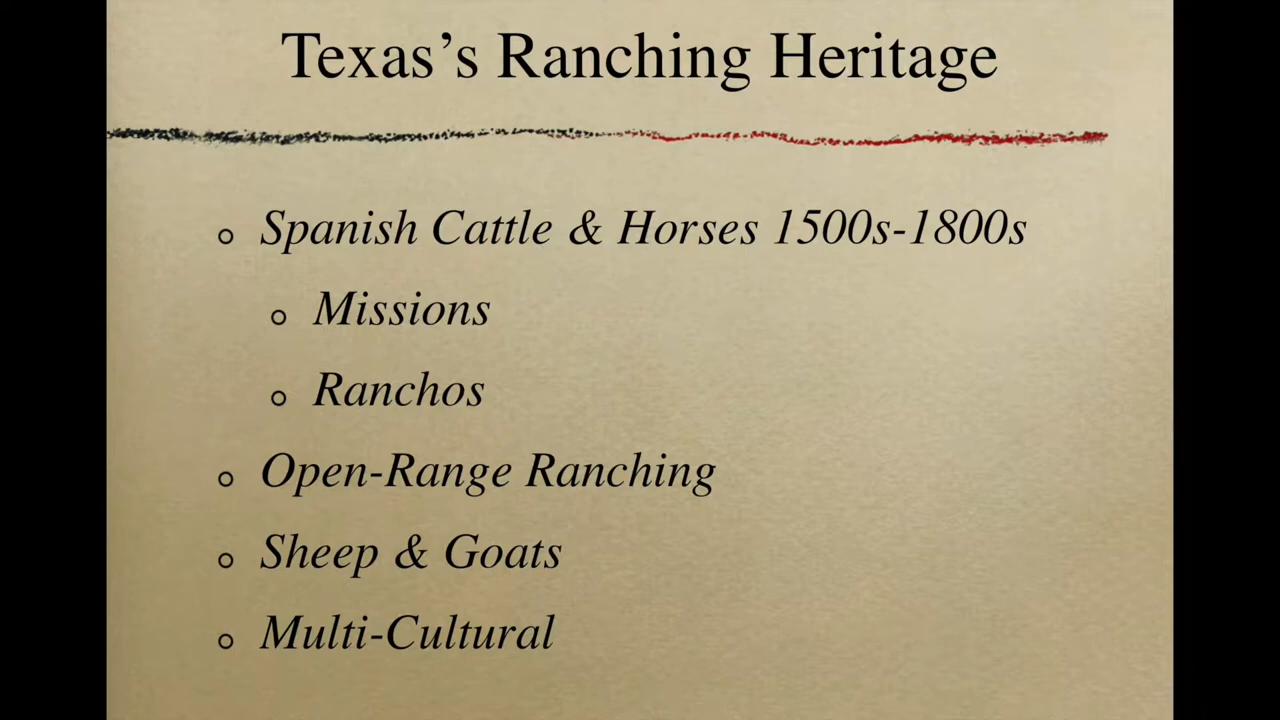 Texas’s Ranching Heritage
Spanish Cattle & Horses 1500s-1800s
Missions
Ranchos
Open-Range Ranching
Sheep & Goats
Multi-Cultural